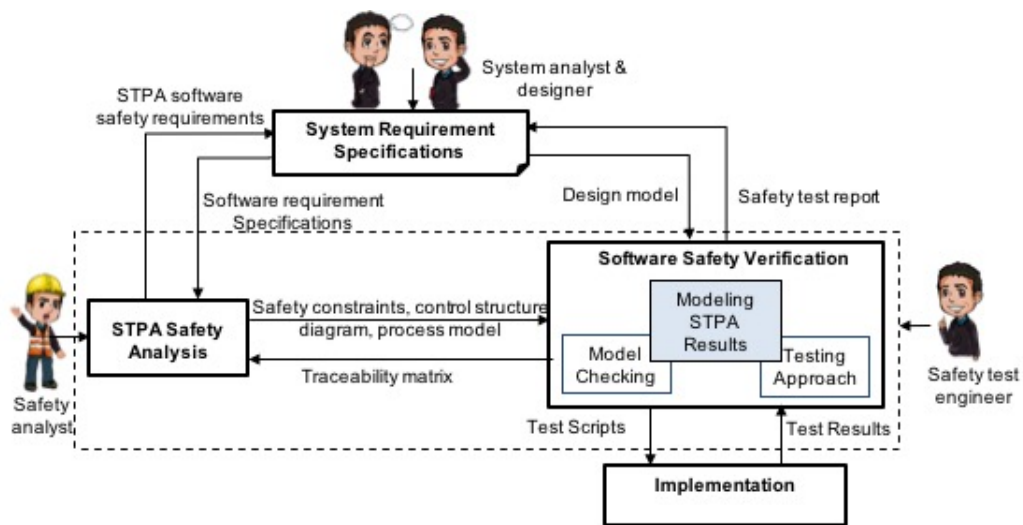 System analyst &
designer
STPA software
safety requirements
System Requirement
Specifications
Software requirement
Specifications
Design model
Safety test report
Software Safety Verification
Modeling
STPA
Results
Model
Checking
Testing
Approach
STPA Safety
Analysis
Safety constraints, control structure
diagram, process model
Traceability matrix
Safety
analyst
Safety test
engineer
Test Scripts
Test Results
Implementation